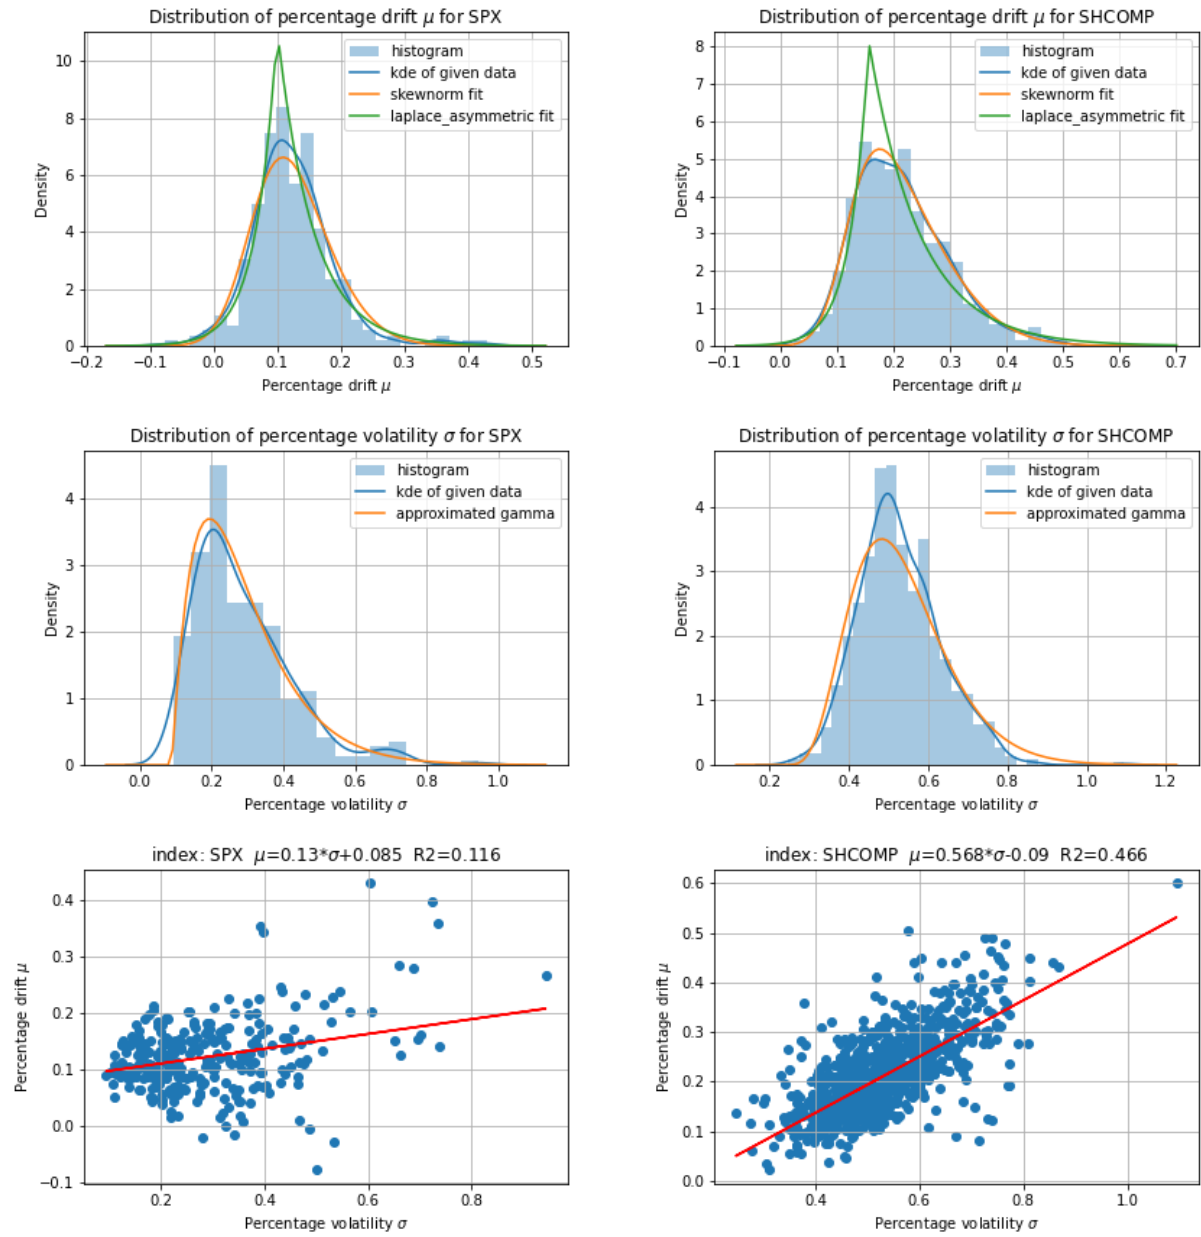 Distribution of percentage drift μ for SPX
10
8
6
4
2
0
Density
histogram
kde of given data
skewnorm fit
laplace_asymmetric fit
−0.2 −0.1 0.0 0.1 0.2 0.3 0.4 0.5
Percentage drift μ
Distribution of percentage drift μ for SHCOMP
8
7
6
5
4
3
2
1
0
Density
histogram
kde of given data
skewnorm fit
laplace_asymmetric fit
−0.1 0.0 0.1 0.2 0.3 0.4 0.5 0.6 0.7
Percentage drift μ
Distribution of percentage volatility σ for SPX
4
3
2
1
0
Density
histogram
kde of given data
approximated gamma
0.0 0.2 0.4 0.6 0.8 1.0
Percentage volatility σ
Distribution of percentage volatility σ for SHCOMP
4
3
2
1
0
Density
histogram
kde of given data
approximated gamma
0.2 0.4 0.6 0.8 1.0 1.2
Percentage volatility σ
index: SPX μ=0.13*σ+0.085 R2=0.116
0.4
0.3
0.2
0.1
0.0
−0.1
Percentage drift μ
0.2 0.4 0.6 0.8
Percentage volatility σ
index: SHCOMP μ=0.568*σ-0.09 R2=0.466
0.6
0.5
0.4
0.3
0.2
0.1
0.0
Percentage drift μ
0.4 0.6 0.8 1.0
Percentage volatility σ